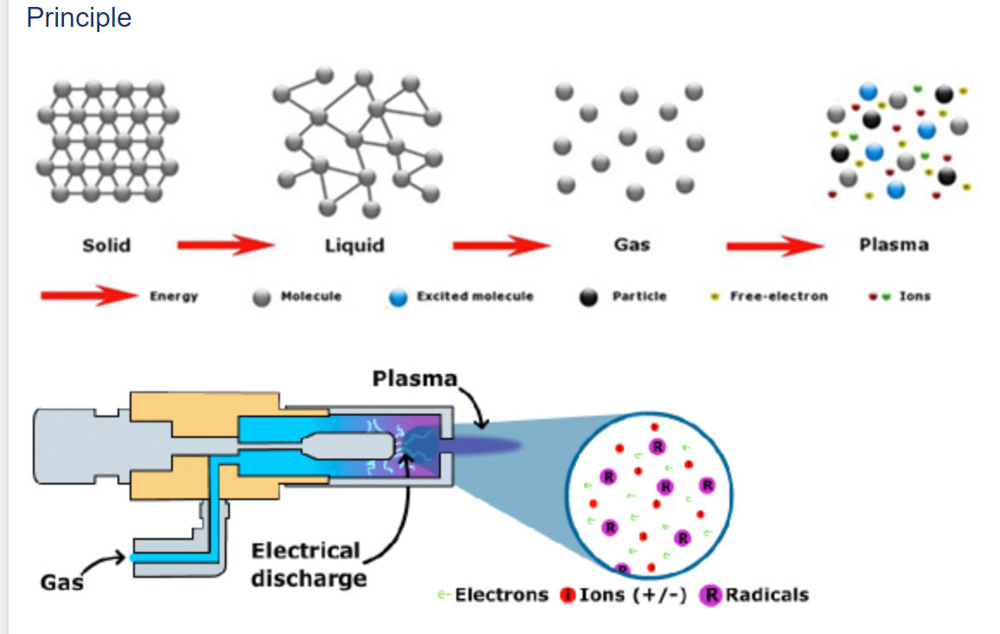 Principle
Solid Liquid Gas Plasma
Energy Molecule Excited molecule Particle Free-electron Ions
Plasma
R
R
R R
R
R
R
Electrical
discharge
Gas
e- Electrons i Ions (+/-) R Radicals